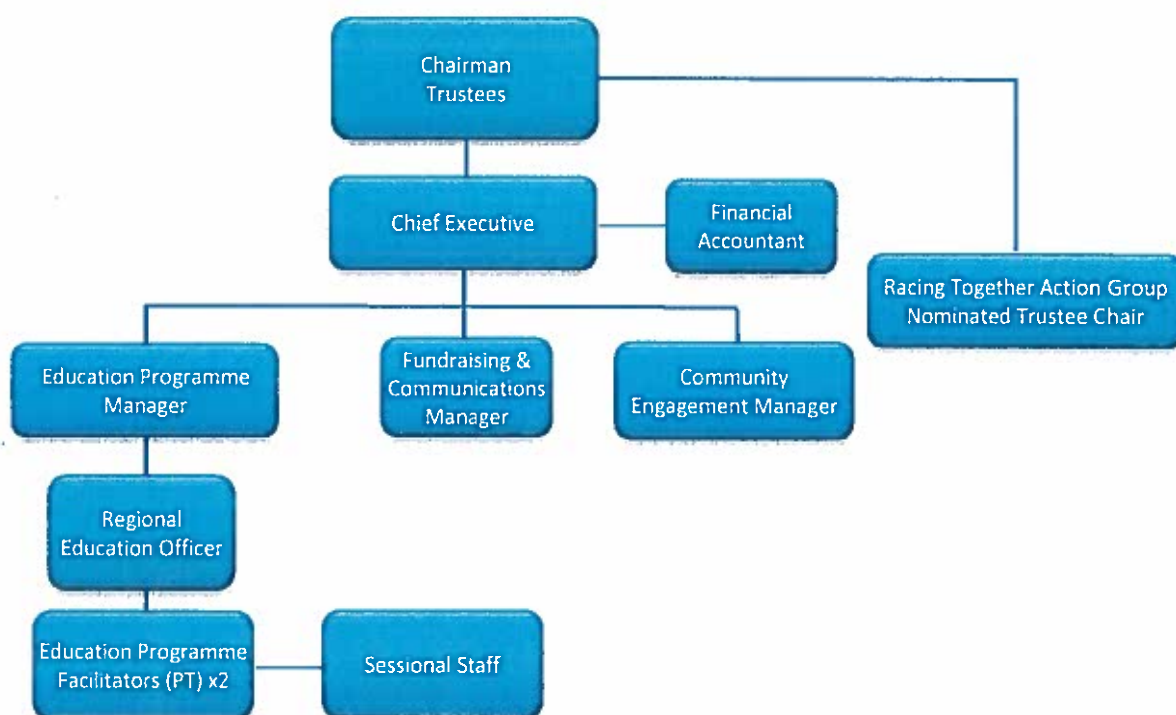 Chairman
Trustees
Chief Executive
Financial
Accountant
Racing Together Action Group
Nominated Trustee Chair
Education Programme
Manager
Fundraising &
Communications
Manager
Community
Engagement Manager
Regional
Education Officer
Education Programme
Facilitators (PT) x2
Sessional Staff